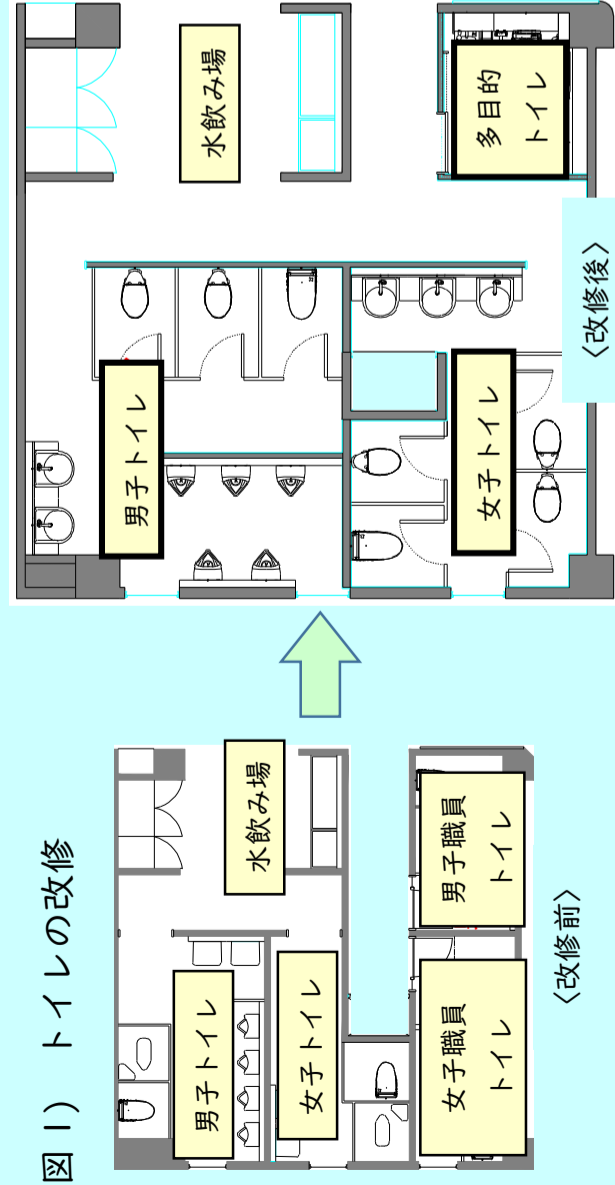 図1） トイレの改修
男子トイレ
女子トイレ
水飲み場
女子職員
トイレ
男子職員
トイレ
〈改修前〉
男子トイレ
水飲み場
女子トイレ
多目的
トイレ
〈改修後〉